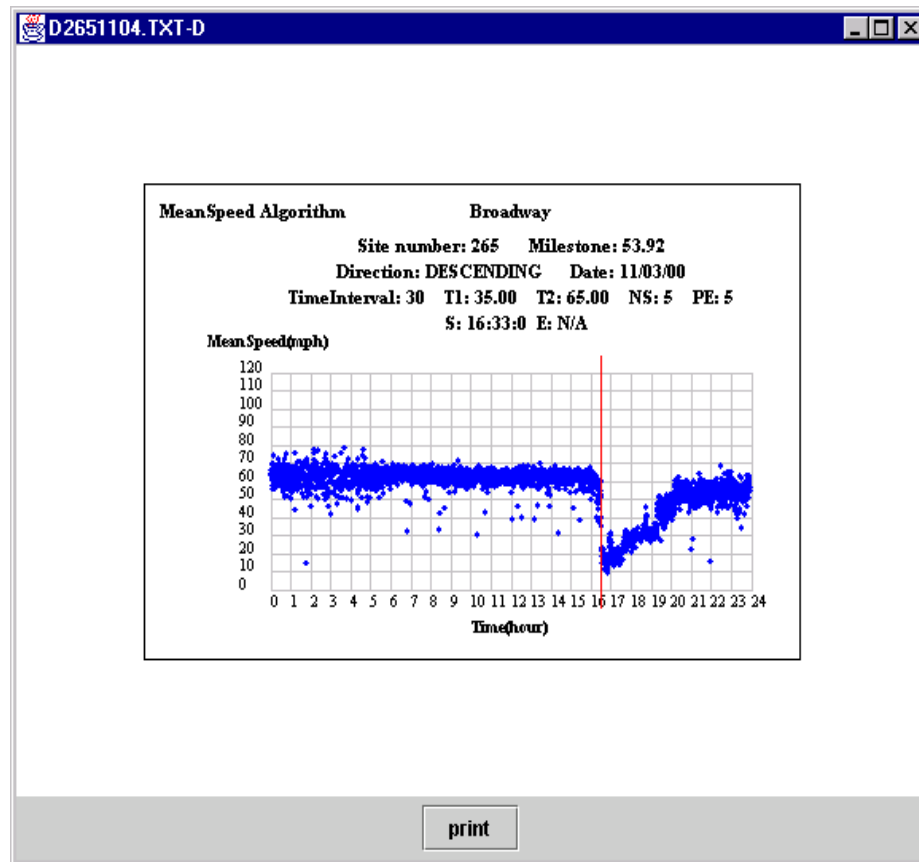 D2651104.TXT-D
MeanSpeed Algorithm Broadway
Site number: 265 Milestone: 53.92
Direction: DESCENDING Date: 11/03/00
TimeInterval: 30 T1: 35.00 T2: 65.00 NS: 5 PE: 5
S: 16:33:0 E: N/A
MeanSpeed(mph)
120
110
100
90
80
70
60
50
40
30
20
10
0
0 1 2 3 4 5 6 7 8 9 10 11 12 13 14 15 16 17 18 19 20 21 22 23 24
Time(hour)
print